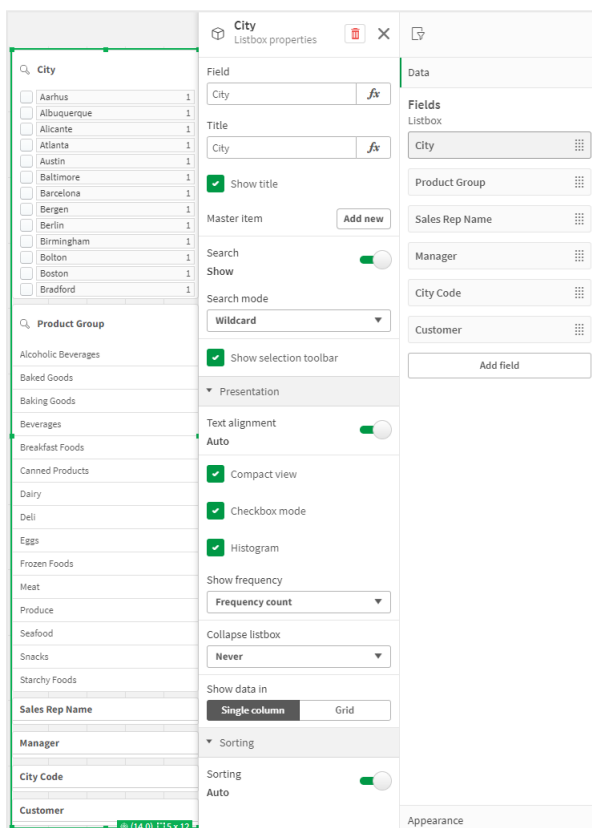 City
Aarhus 1
Albuquerque 1
Alicante 1
Atlanta 1
Austin 1
Baltimore 1
Barcelona 1
Bergen 1
Berlin 1
Birmingham 1
Bolton 1
Boston 1
Bradford 1
Product Group
Alcoholic Beverages
Baked Goods
Baking Goods
Beverages
Breakfast Foods
Canned Products
Dairy
Deli
Eggs
Frozen Foods
Meat
Produce
Seafood
Snacks
Starchy Foods
Sales Rep Name
Manager
City Code
Customer
(14,0) 5 x 12
City
Listbox properties
Field
City fx
Title
City fx
Show title
Master item Add new
Search
Show
Search mode
Wildcard
Show selection toolbar
Presentation
Text alignment
Auto
Compact view
Checkbox mode
Histogram
Show frequency
Frequency count
Collapse listbox
Never
Show data in
Single column Grid
Sorting
Sorting
Auto
Data
Fields
Listbox
City
Product Group
Sales Rep Name
Manager
City Code
Customer
Add field
Appearance